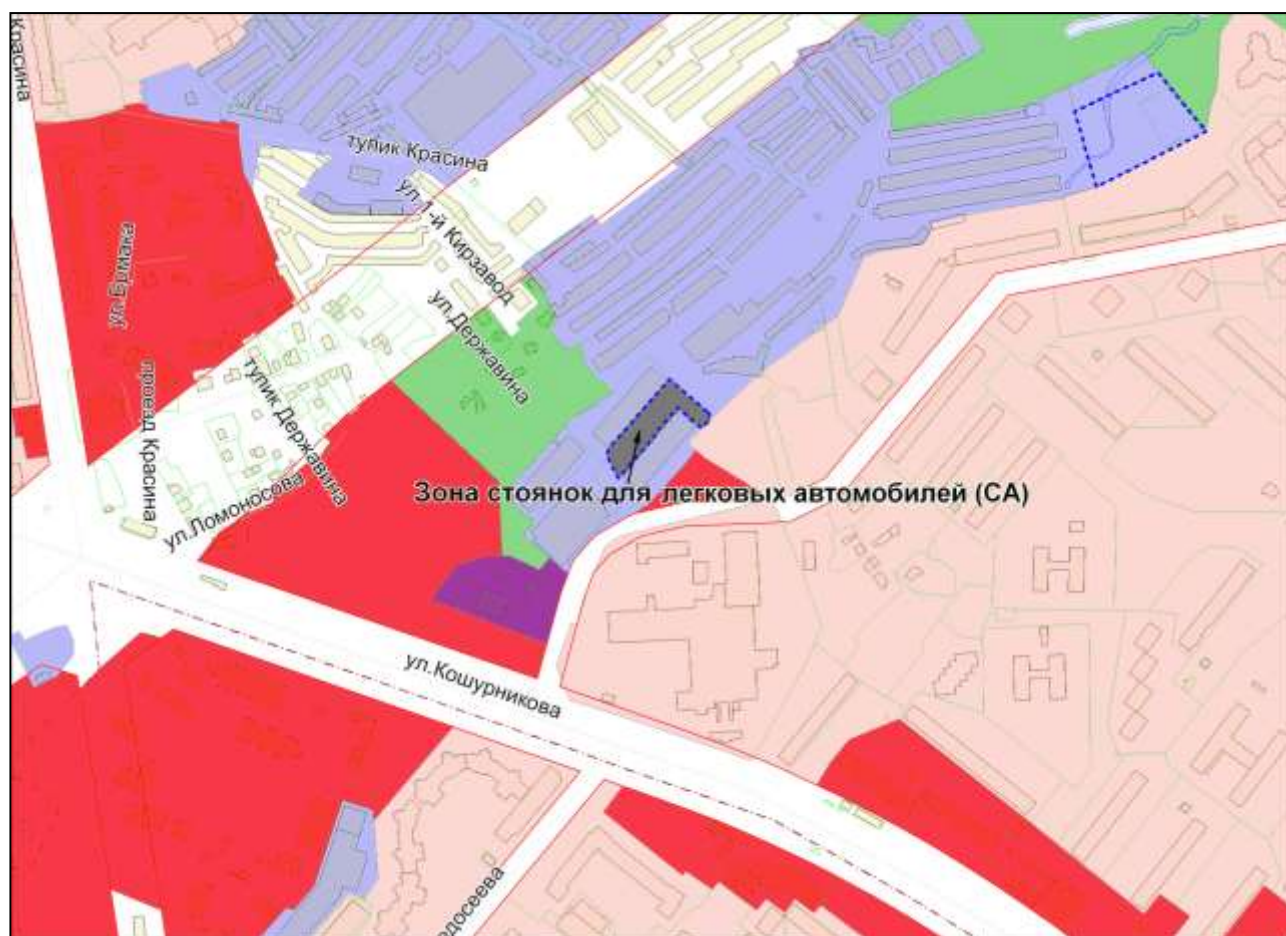 Красина
тупик Красина
ул. 1-й Кирзавод
ул.Ермака
ул.Державина
проезд Красина
тупик Державина
ул.Ломоносова
Зона стоянок для легковых автомобилей (СА)
ул.Кошурникова
едосеева